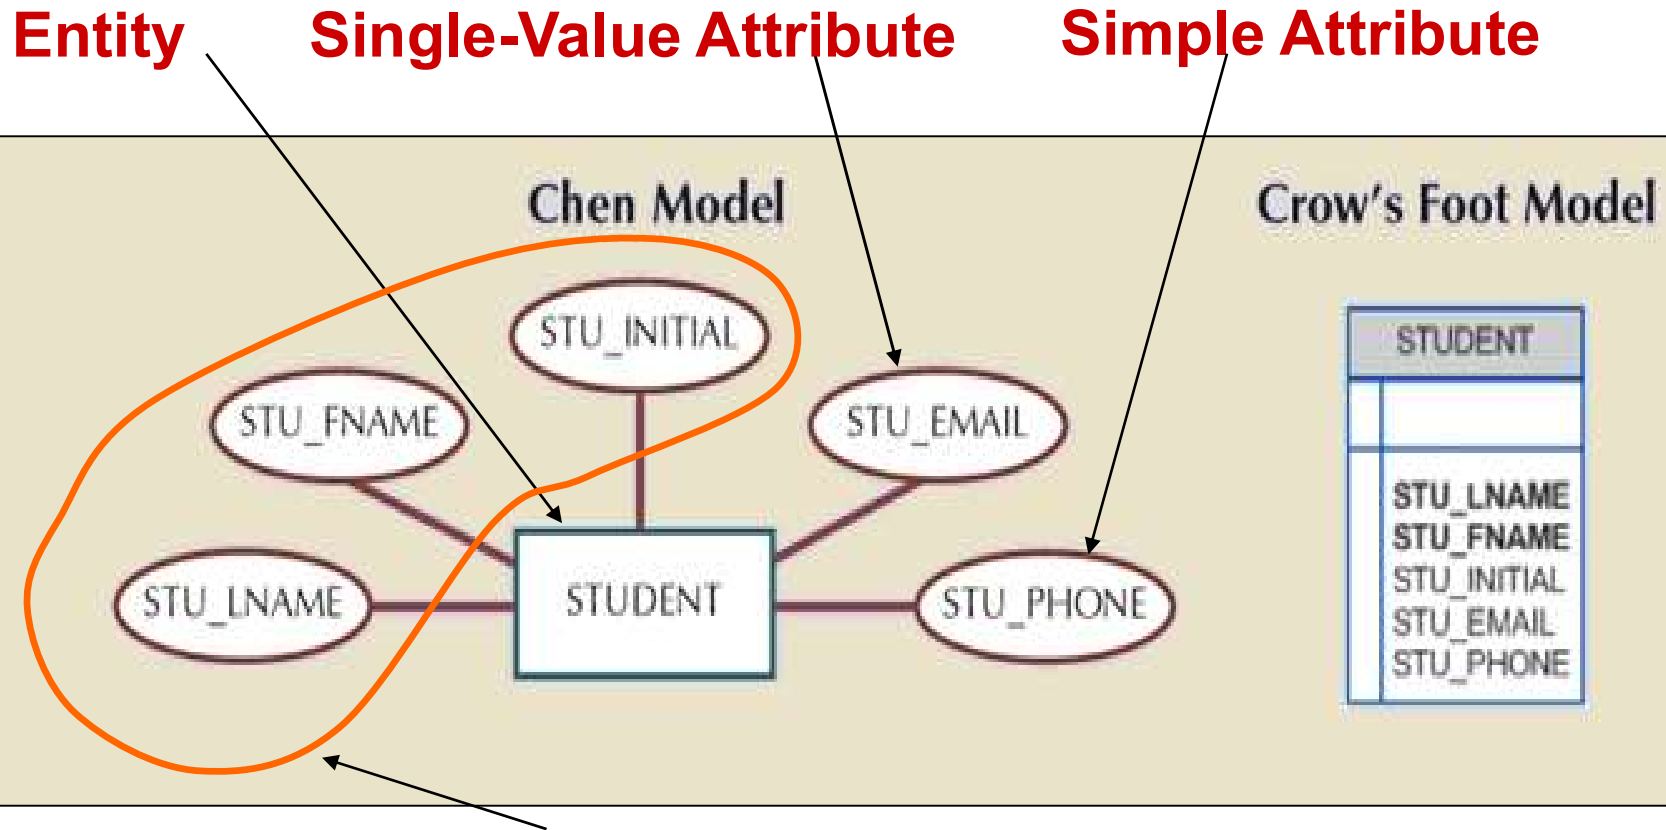 Entity Single-Value Attribute Simple Attribute
Chen Model
Crow's Foot Model
STU_INITIAL
STU_FNAME
STU_EMAIL
STU_LNAME
STUDENT
STU_PHONE
STUDENT
STU_LNAME
STU_FNAME
STU_INITIAL
STU_EMAIL
STU_PHONE